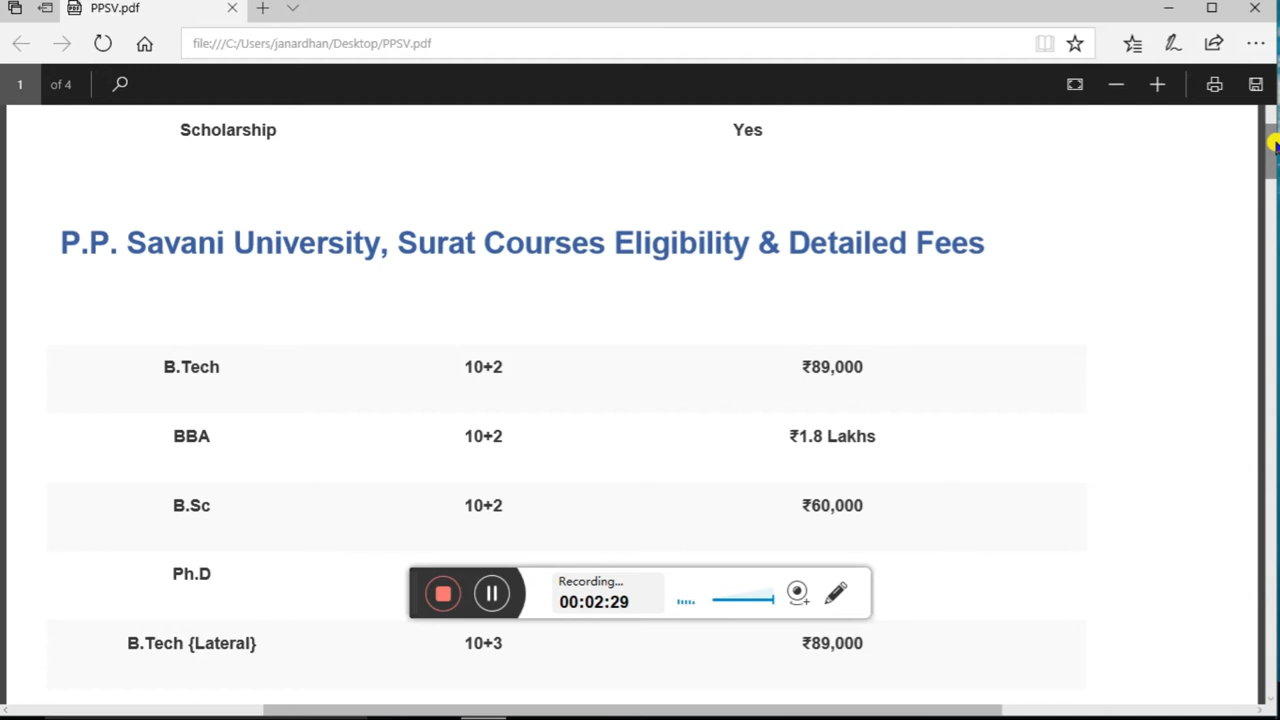 PPSV.pdf
file:///C:/Users/janardhan/Desktop/PPSV.pdf
1 of 4
Scholarship Yes
P.P. Savani University, Surat Courses Eligibility & Detailed Fees
B.Tech 10+2 ₹89,000
BBA 10+2 ₹1.8 Lakhs
B.Sc 10+2 ₹60,000
Ph.D
Recording...
00:02:29
B.Tech {Lateral} 10+3 ₹89,000